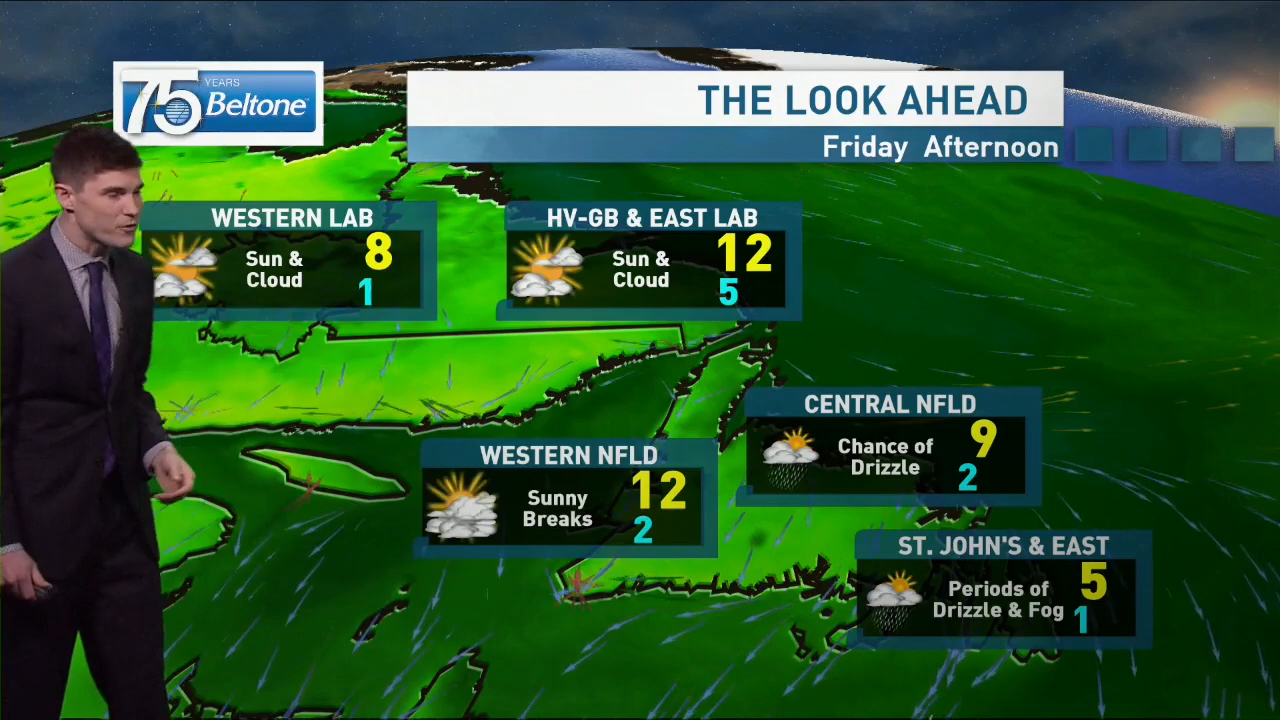 75 YEARS
Beltone
THE LOOK AHEAD
Friday Afternoon
WESTERN LAB
Sun &
Cloud
8
1
HV-GB & EAST LAB
Sun &
Cloud
12
5
CENTRAL NFLD
Chance of
Drizzle
9
2
WESTERN NFLD
Sunny
Breaks
12
2
ST. JOHN'S & EAST
Periods of
Drizzle & Fog
5
1